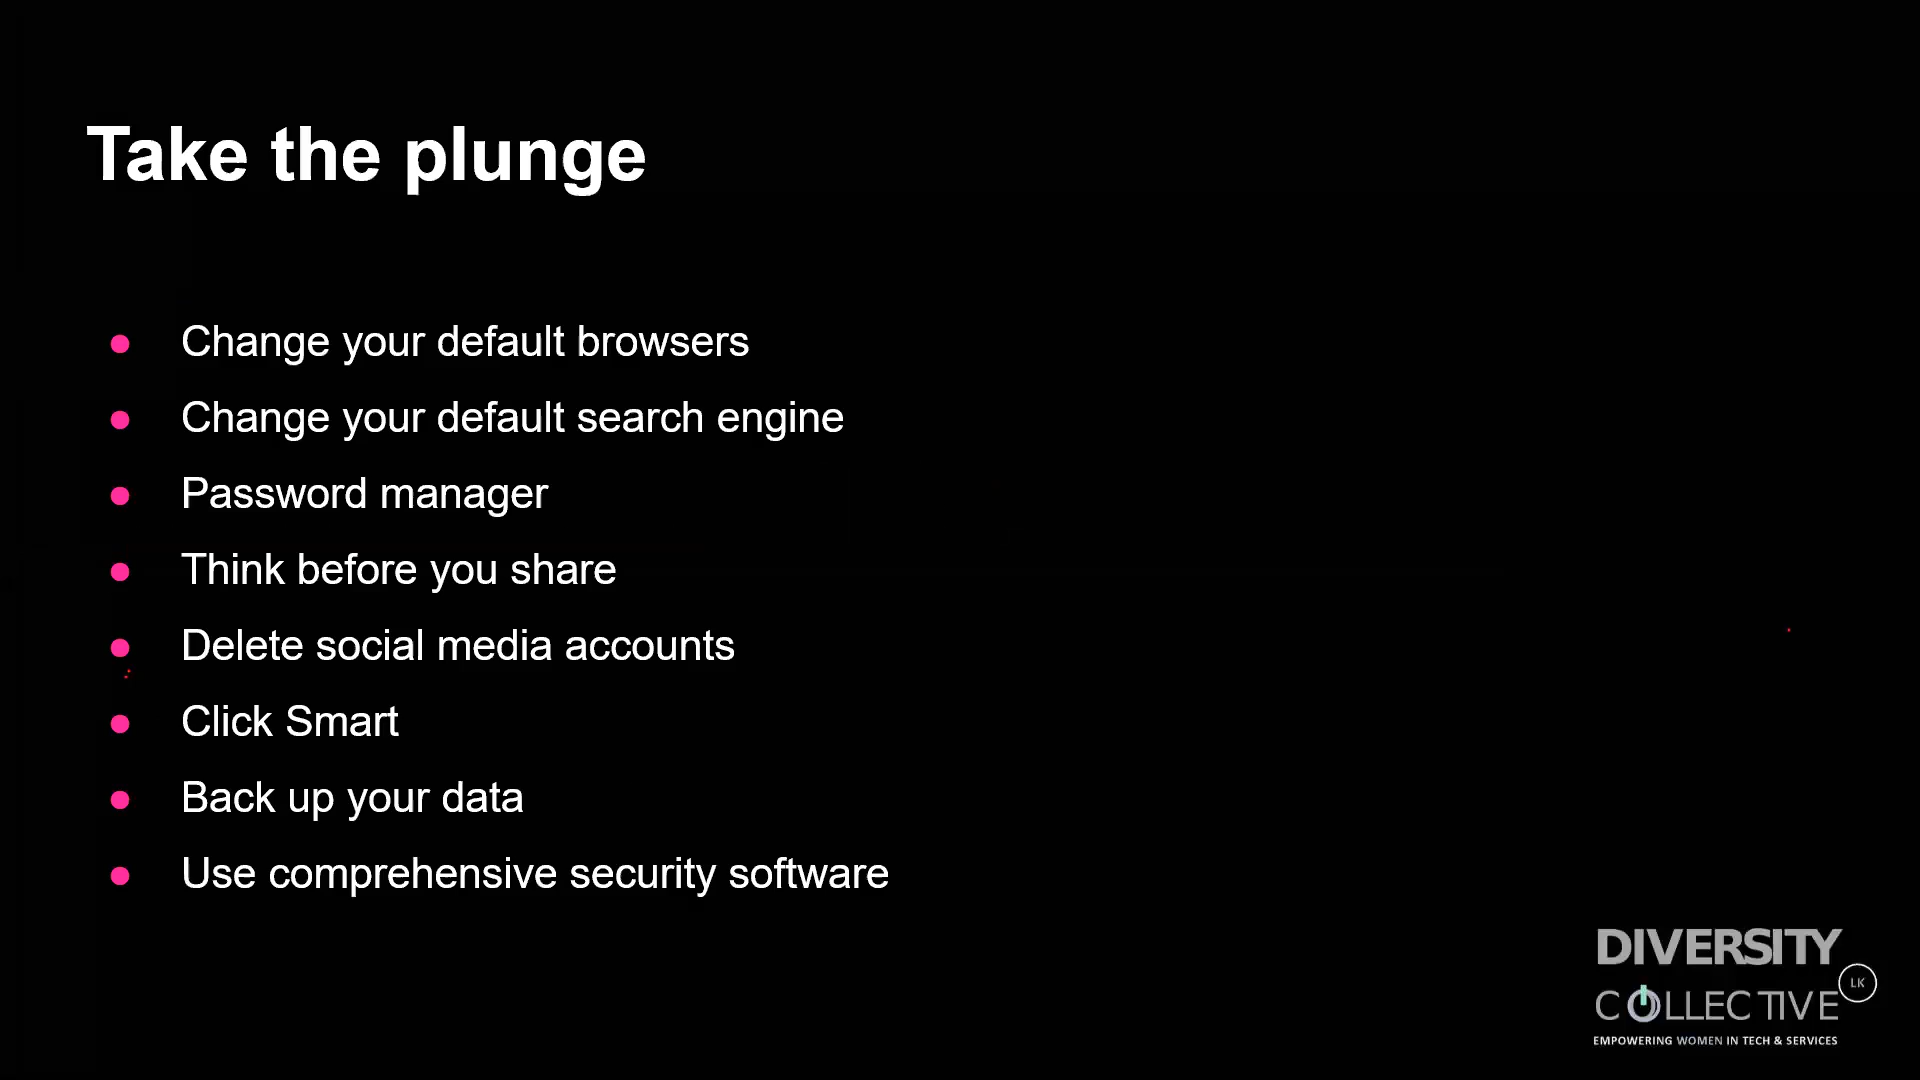 Take the plunge
Change your default browsers
Change your default search engine
Password manager
Think before you share
Delete social media accounts
Click Smart
Back up your data
Use comprehensive security software
DIVERSITY
COLLECTIVE
LK
EMPOWERING WOMEN IN TECH & SERVICES